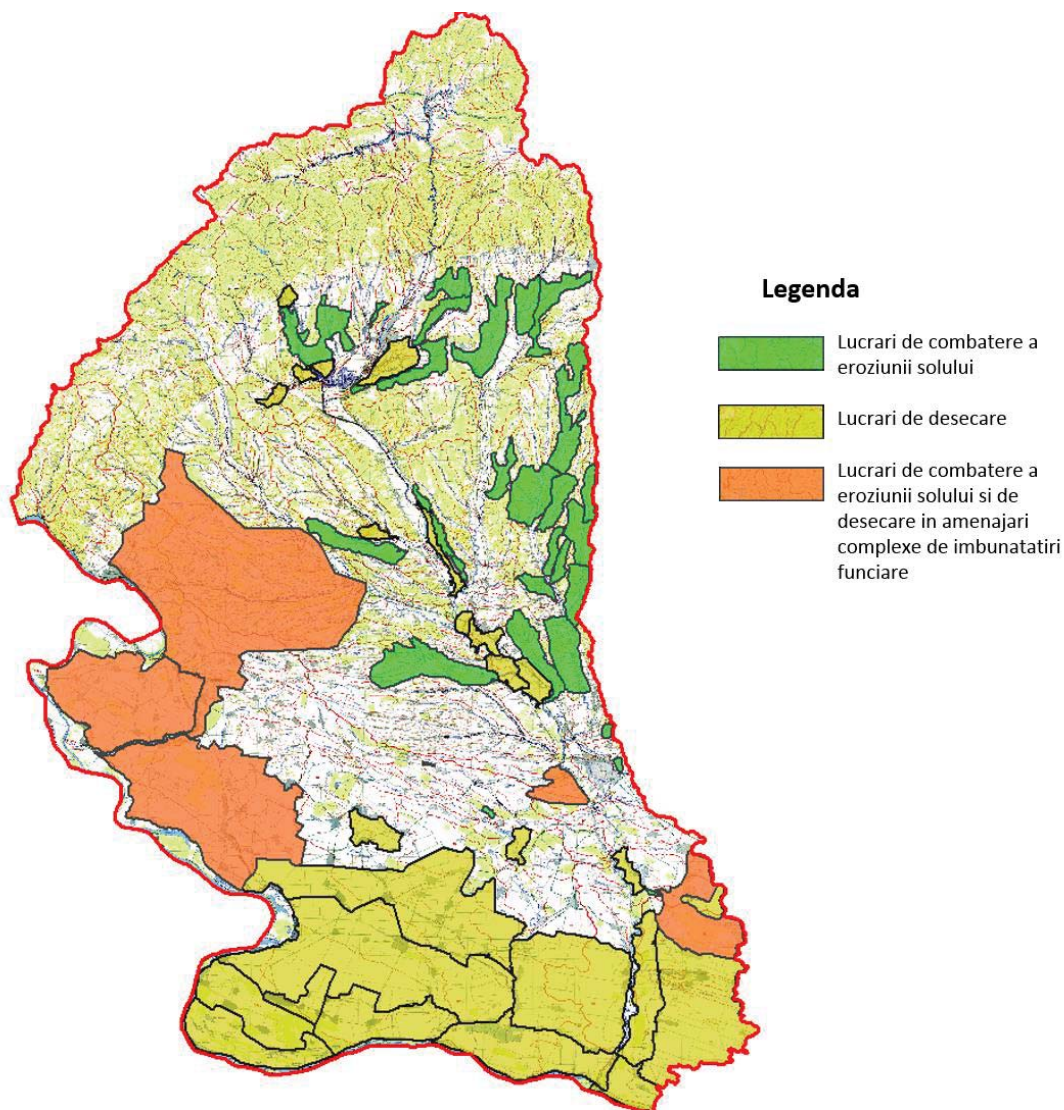 Legenda
Lucrari de combatere a
eroziunii solului
Lucrari de desecare
Lucrari de combatere a
eroziunii solului si de
desecare in amenajari
complexe de imbunatatiri
funciare